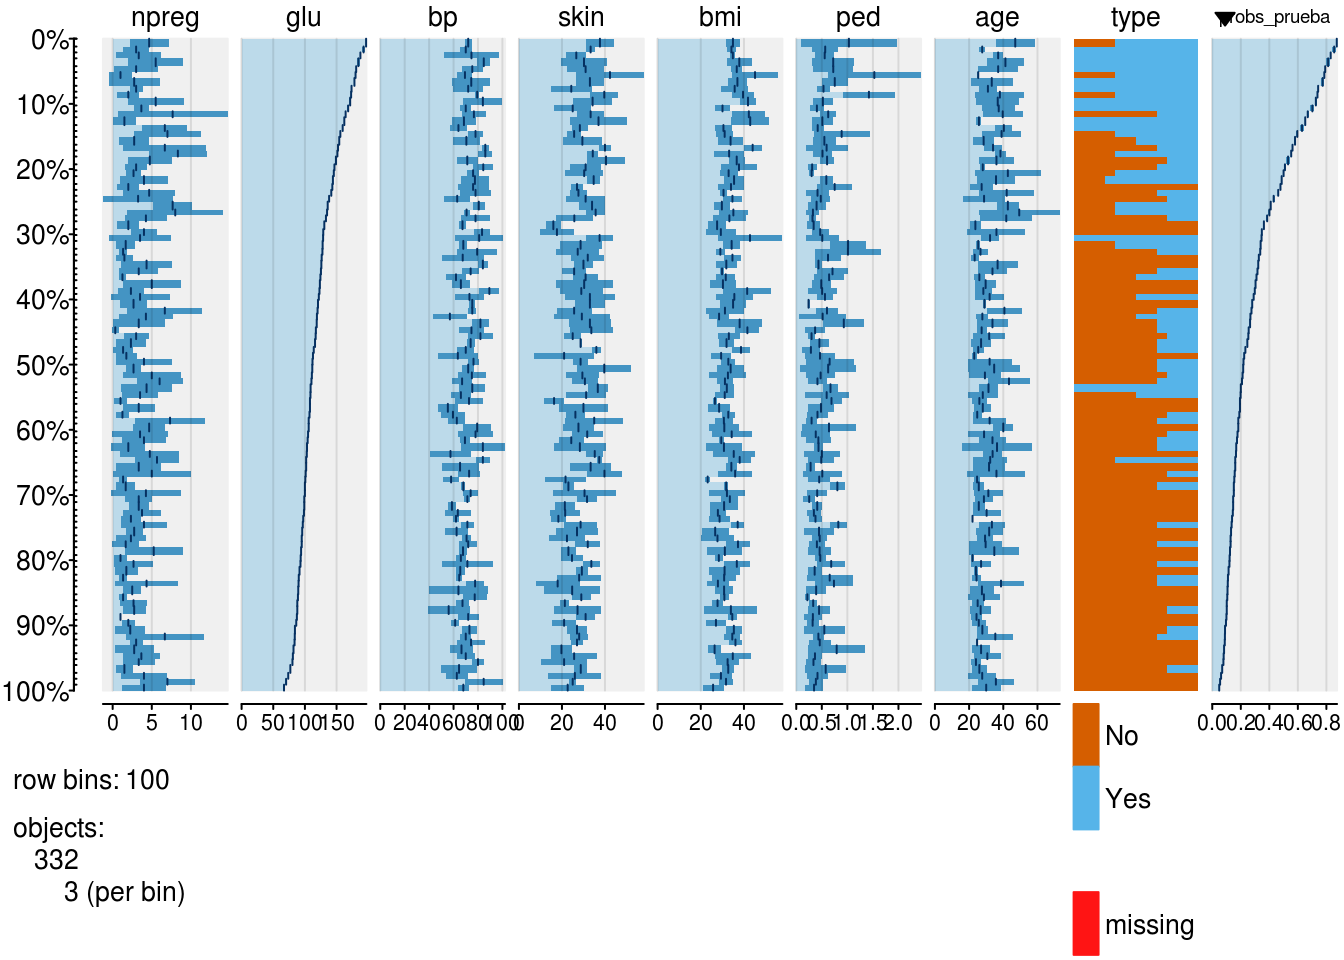 npreg glu bp skin bmi ped age type probs_prueba
0%
10%
20%
30%
40%
50%
60%
70%
80%
90%
100%
0 5 10 0 50 100 150 0 20 40 60 80 100 0 20 40 0 20 40 0.0 0.5 1.0 1.5 2.0 0 20 40 60 0.0 0.2 0.4 0.6 0.8
No
row bins: 100
Yes
objects:
332
3 (per bin)
missing